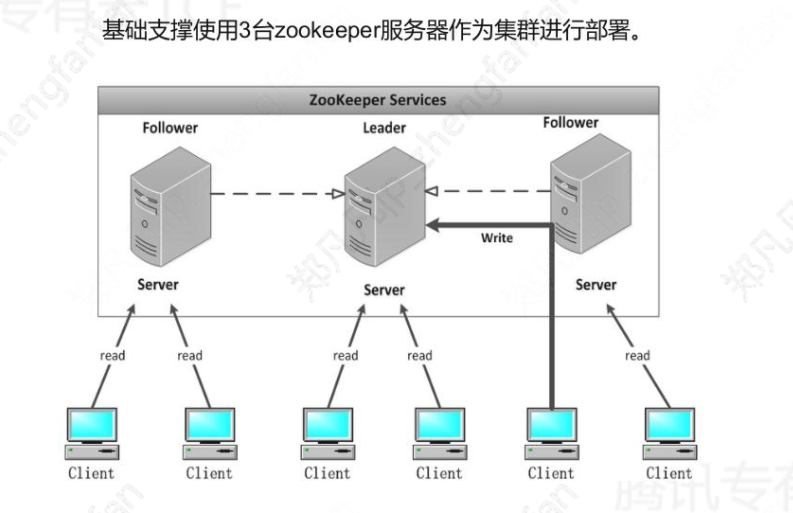 基础支撑使用3台zookeeper服务器作为集群进行部署。
ZooKeeper Services
Follower
Leader
Follower
Write
Server
Server
Server
read
read
read
read
read
Client
Client
Client
Client
Client
Client